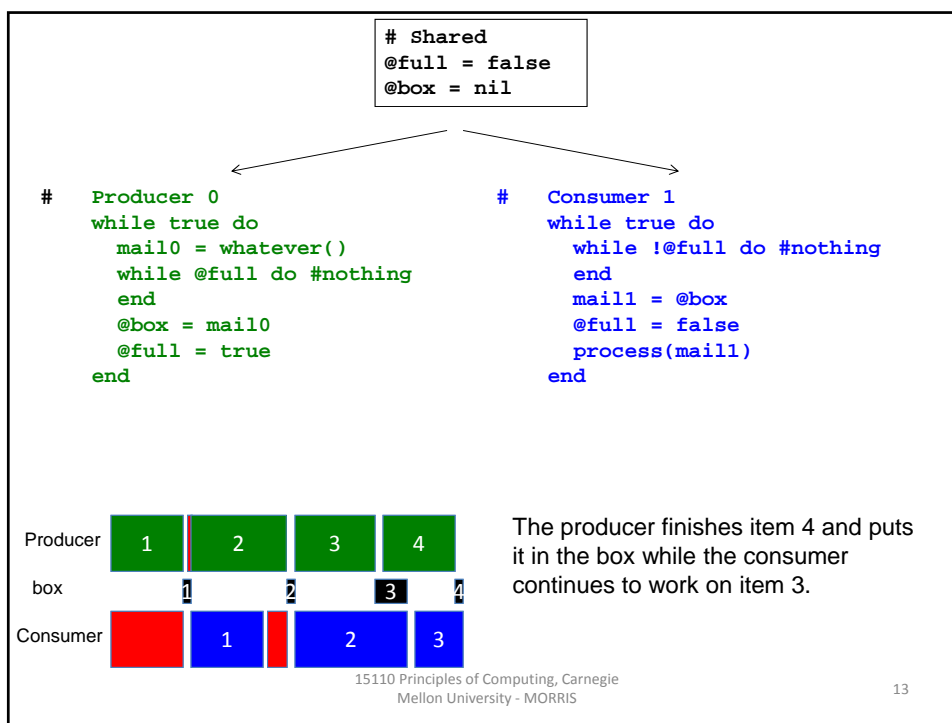 # Shared
@full = false
@box = nil
# Producer 0
while true do
mail0 = whatever()
while @full do #nothing
end
@box = mail0
@full = true
end
# Consumer 1
while true do
while !@full do #nothing
end
mail1 = @box
@full = false
process(mail1)
end
Producer 1 2 3 4
box 1 2 3 4
Consumer 1 2 3
The producer finishes item 4 and puts
it in the box while the consumer
continues to work on item 3.
15110 Principles of Computing, Carnegie
Mellon University - MORRIS
13